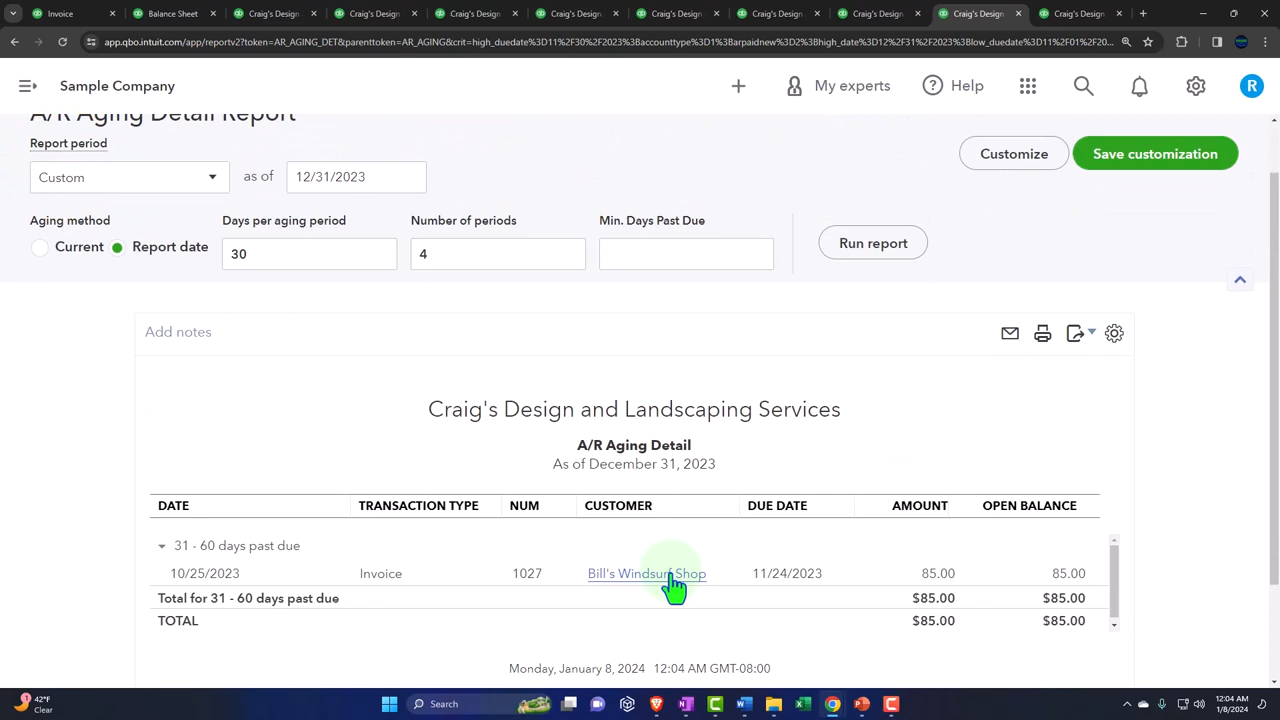 Invoice
Balance Sheet
Craig's Design
Craig's Design
Craig's Design
Craig's Design
Craig's Design
Craig's Design
Craig's Design
Craig's Design
Craig's Design
app.qbo.intuit.com/app/report2?token=AR_AGING_DET&parenttoken=AR_AGING&crit=high_duedate%3D11%2F30%2F2023%3Baccounttype%3D1%3Barpaidnew%3D2%3Bhigh_date%3D12%2F31%2F2023%3Blow_duedate%3D11%2F01%2F2023%3...
Sample Company
My experts
Help
R
A/R Aging Detail Report
Report period
Custom
as of
12/31/2023
Customize
Save customization
Aging method
Days per aging period
Number of periods
Min. Days Past Due
Current
Report date
30
4
Run report
Add notes
Craig's Design and Landscaping Services
A/R Aging Detail
As of December 31, 2023
DATE TRANSACTION TYPE NUM CUSTOMER DUE DATE AMOUNT OPEN BALANCE
31 - 60 days past due
10/25/2023 Invoice 1027 Bill's Windsurf Shop 11/24/2023 85.00 85.00
Total for 31 - 60 days past due $85.00 $85.00
TOTAL $85.00 $85.00
Monday, January 8, 2024 12:04 AM GMT-08:00
42°F
Clear
Search
12:04 AM
1/8/2024